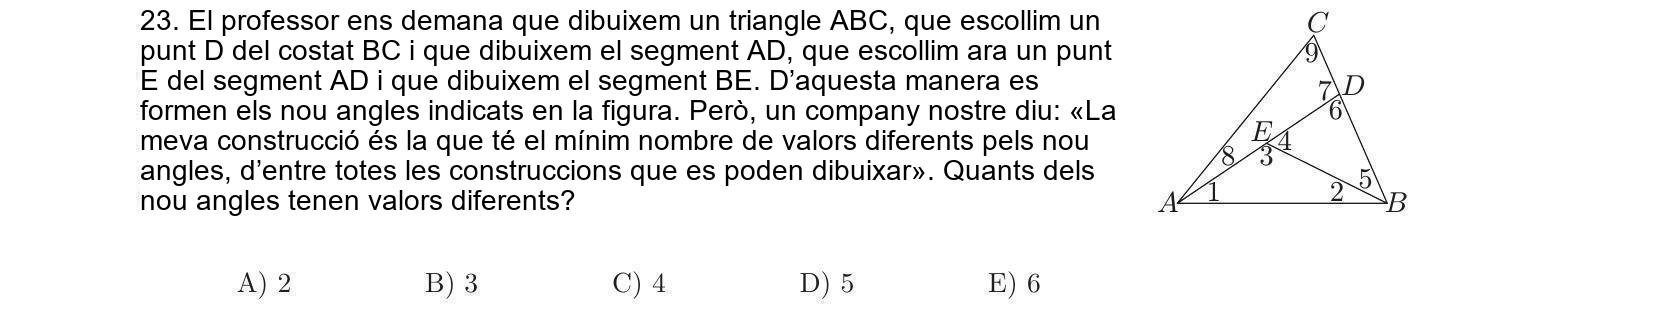 23. El professor ens demana que dibuixem un triangle ABC, que escollim un
punt D del costat BC i que dibuixem el segment AD, que escollim ara un punt
E del segment AD i que dibuixem el segment BE. D’aquesta manera es
formen els nou angles indicats en la figura. Però, un company nostre diu: «La
meva construcció és la que té el mínim nombre de valors diferents pels nou
angles, d’entre totes les construccions que es poden dibuixar». Quants dels
nou angles tenen valors diferents?
C
9
7 D
6
E 4
8 3
5
A 1 2 B
A) 2 B) 3 C) 4 D) 5 E) 6